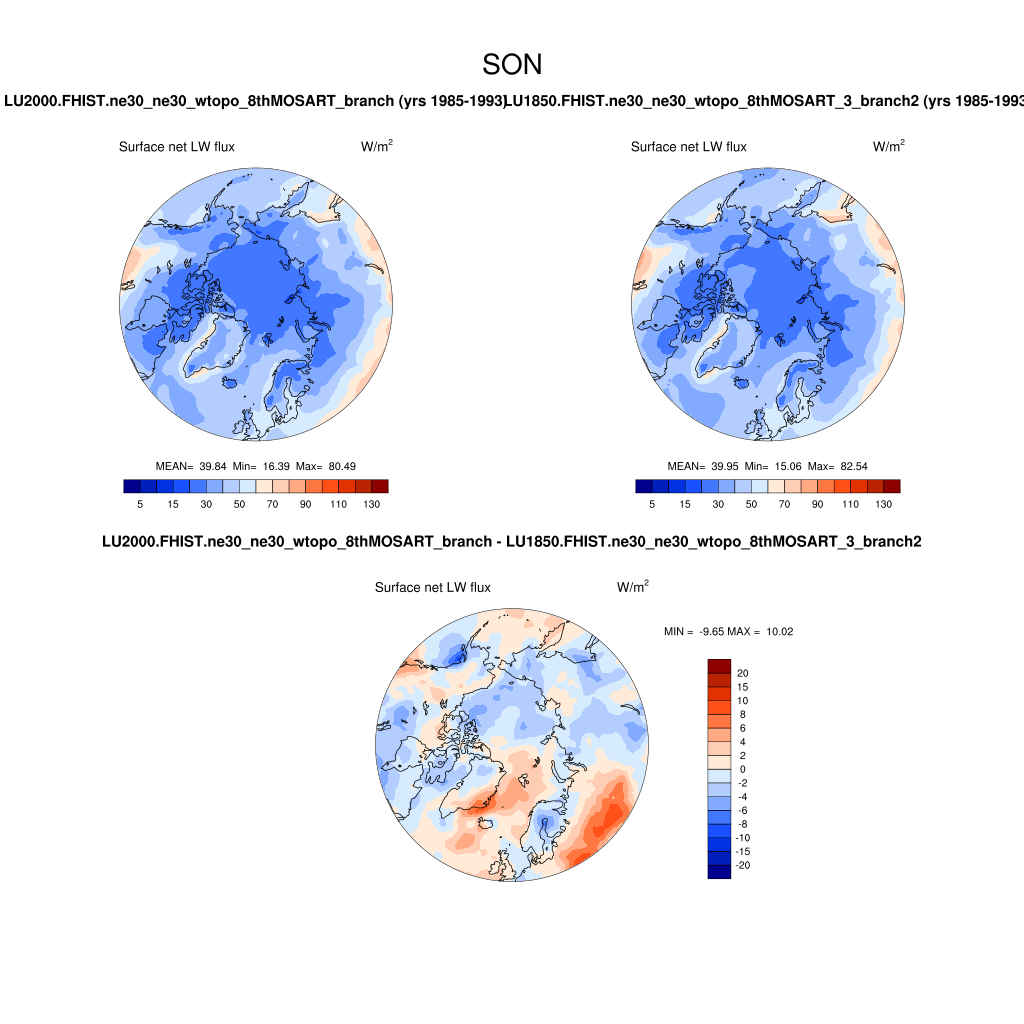 SON
LU2000.FHIST.ne30_ne30_wtopo_8thMOSART_branch (yrs 1985-1993)
LU1850.FHIST.ne30_ne30_wtopo_8thMOSART_3_branch2 (yrs 1985-1993
Surface net LW flux W/m2
Surface net LW flux W/m2
MEAN= 39.84 Min= 16.39 Max= 80.49
MEAN= 39.95 Min= 15.06 Max= 82.54
5 15 30 50 70 90 110 130
5 15 30 50 70 90 110 130
LU2000.FHIST.ne30_ne30_wtopo_8thMOSART_branch - LU1850.FHIST.ne30_ne30_wtopo_8thMOSART_3_branch2
Surface net LW flux W/m2
MIN = -9.65 MAX = 10.02
20
15
10
8
6
4
2
0
-2
-4
-6
-8
-10
-15
-20